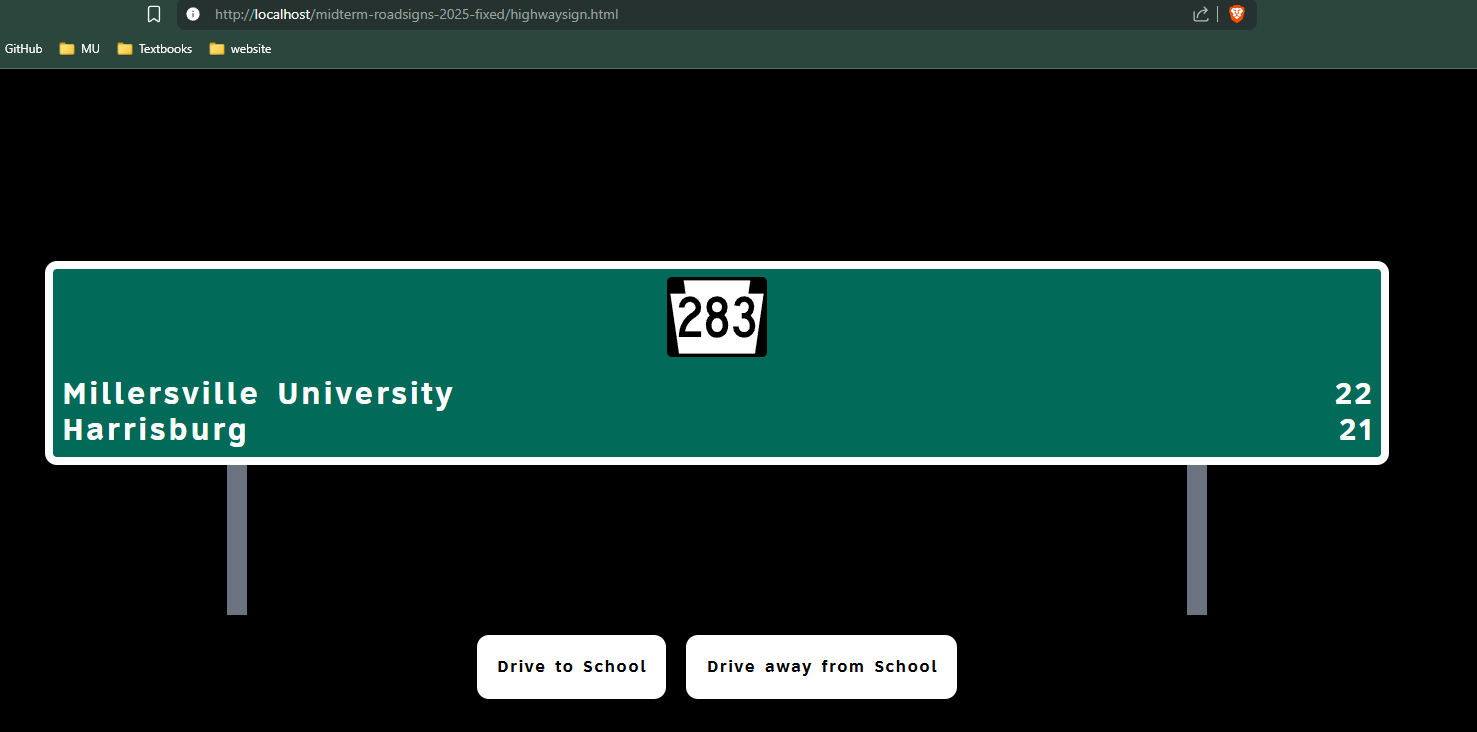 http://localhost/midterm-roadsigns-2025-fixed/highwaysign.html
GitHub MU Textbooks website
283
Millersville University 22
Harrisburg 21
Drive to School Drive away from School